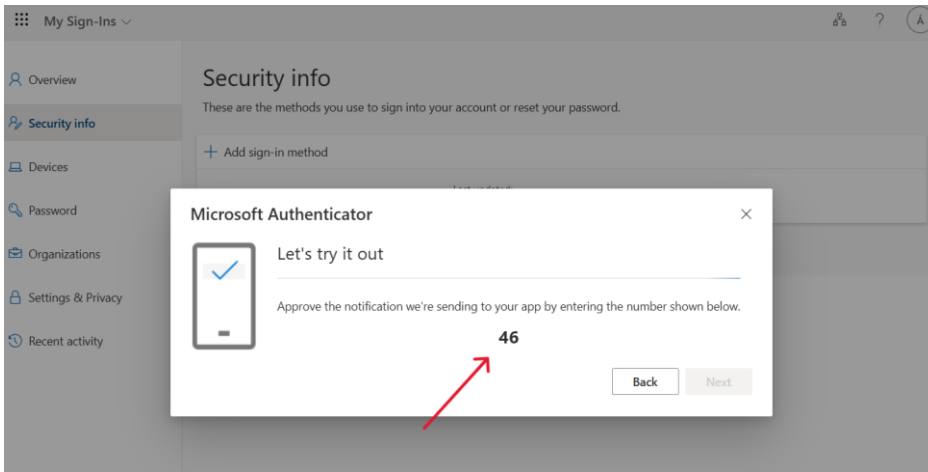 My Sign-Ins
?
Á
Overview
Security info
Devices
Password
Organizations
Settings & Privacy
Recent activity
Security info
These are the methods you use to sign into your account or reset your password.
+ Add sign-in method
Last updated:
Microsoft Authenticator
Let's try it out
Approve the notification we're sending to your app by entering the number shown below.
46
Back
Next